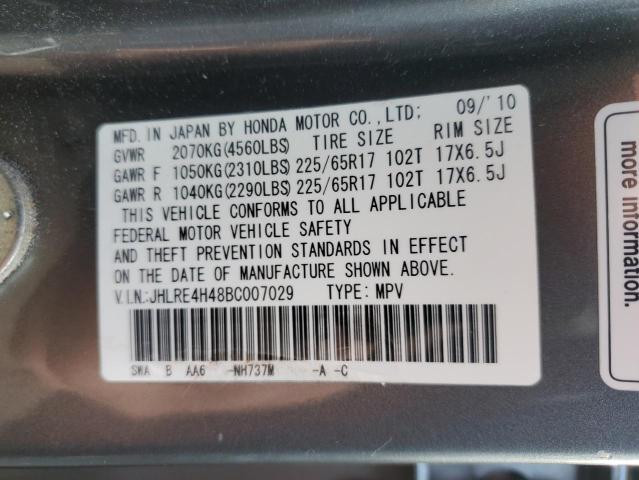 MFD. IN JAPAN BY HONDA MOTOR CO.,LTD: 09/'10
GVWR 2070KG(4560LBS) TIRE SIZE RIM SIZE
GAWR F 1050KG(2310LBS) 225/65R17 102T 17X6.5J
GAWR R 1040KG(2290LBS) 225/65R17 102T 17X6.5J
THIS VEHICLE CONFORMS TO ALL APPLICABLE
FEDERAL MOTOR VEHICLE SAFETY
AND THEFT PREVENTION STANDARDS IN EFFECT
ON THE DATE OF MANUFACTURE SHOWN ABOVE.
V.I.N.:JHLRE4H48BC007029 TYPE: MPV
SWA B AA6 -NH737M -A -C
more information.